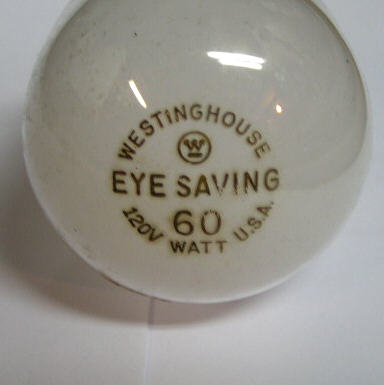 WESTINGHOUSE
W
EYE SAVING
120V 60 U.S.A.
WATT